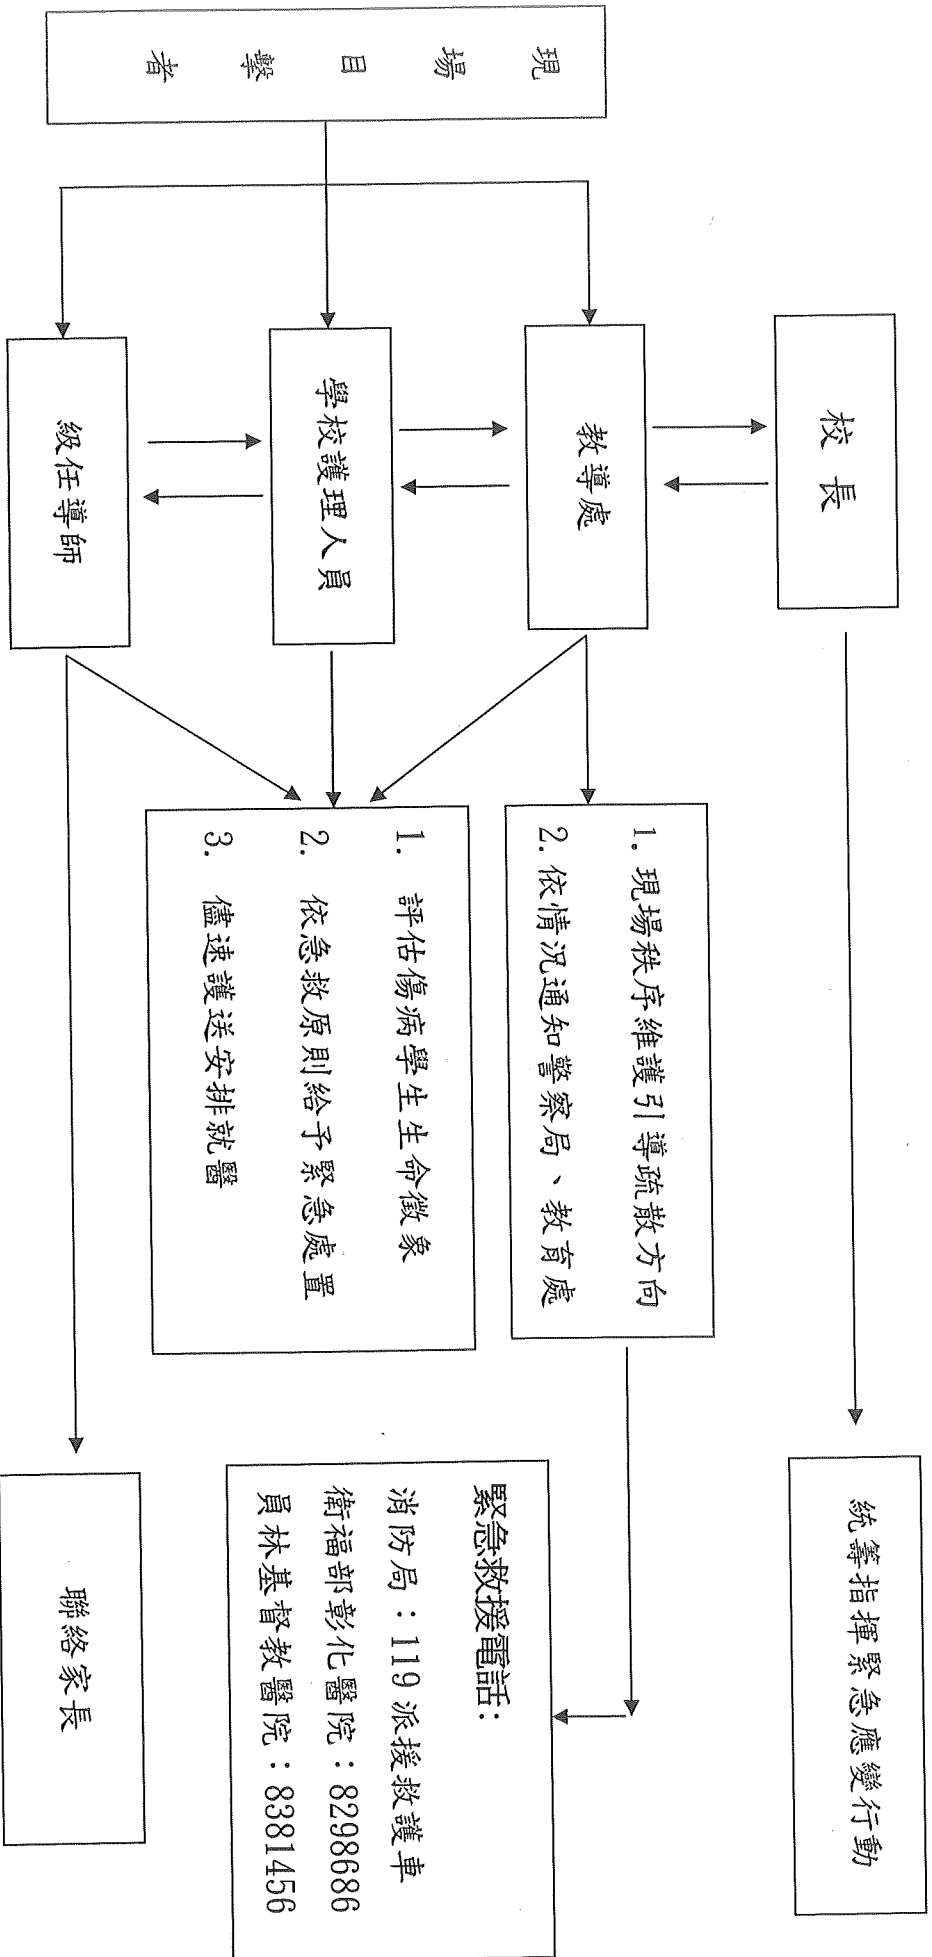 現場目擊者
校長
教導處
學校護理人員
級任導師
1.現場秩序維護引導疏散方向
2.依情況通知警察局、教育處
1. 評估傷病學生生命徵象
2. 依急救原則給予緊急處置
3. 儘速護送安排就醫
統籌指揮緊急應變行動
緊急救援電話:
消防局：119派援救護車
衛福部彰化醫院：8298686
員林基督教醫院：8381456
聯絡家長